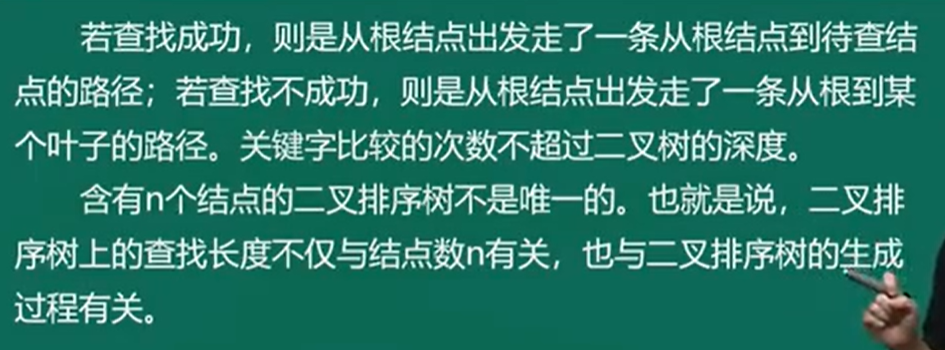 若查找成功，则是从根结点出发走了一条从根结点到待查结
点的路径；若查找不成功，则是从根结点出发走了一条从根到某
个叶子的路径。关键字比较的次数不超过二叉树的深度。
含有n个结点的二叉排序树不是唯一的。也就是说，二叉排
序树上的查找长度不仅与结点数n有关，也与二叉排序树的生成
过程有关。